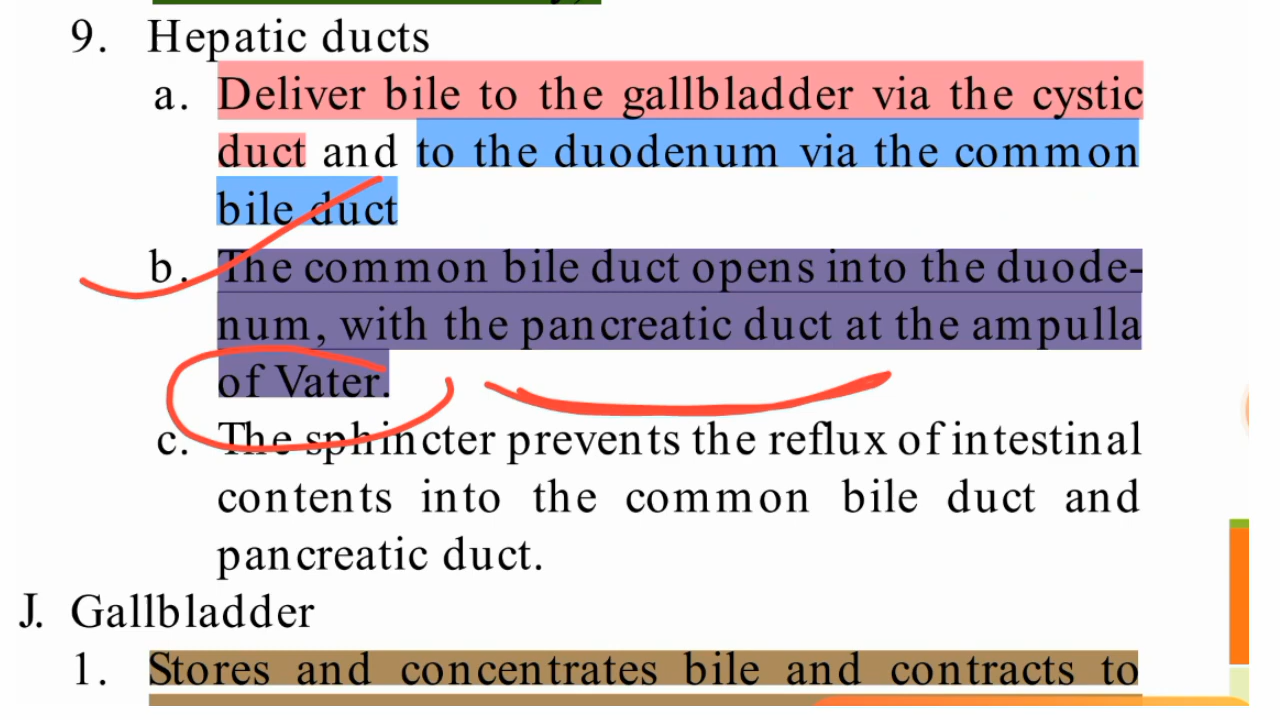 9. Hepatic ducts
a. Deliver bile to the gallbladder via the cystic
duct and to the duodenum via the common
bile duct
b. The common bile duct opens into the duode-
num, with the pancreatic duct at the ampulla
of Vater.
c. The sphincter prevents the reflux of intestinal
contents into the common bile duct and
pancreatic duct.
J. Gallbladder
1. Stores and concentrates bile and contracts to